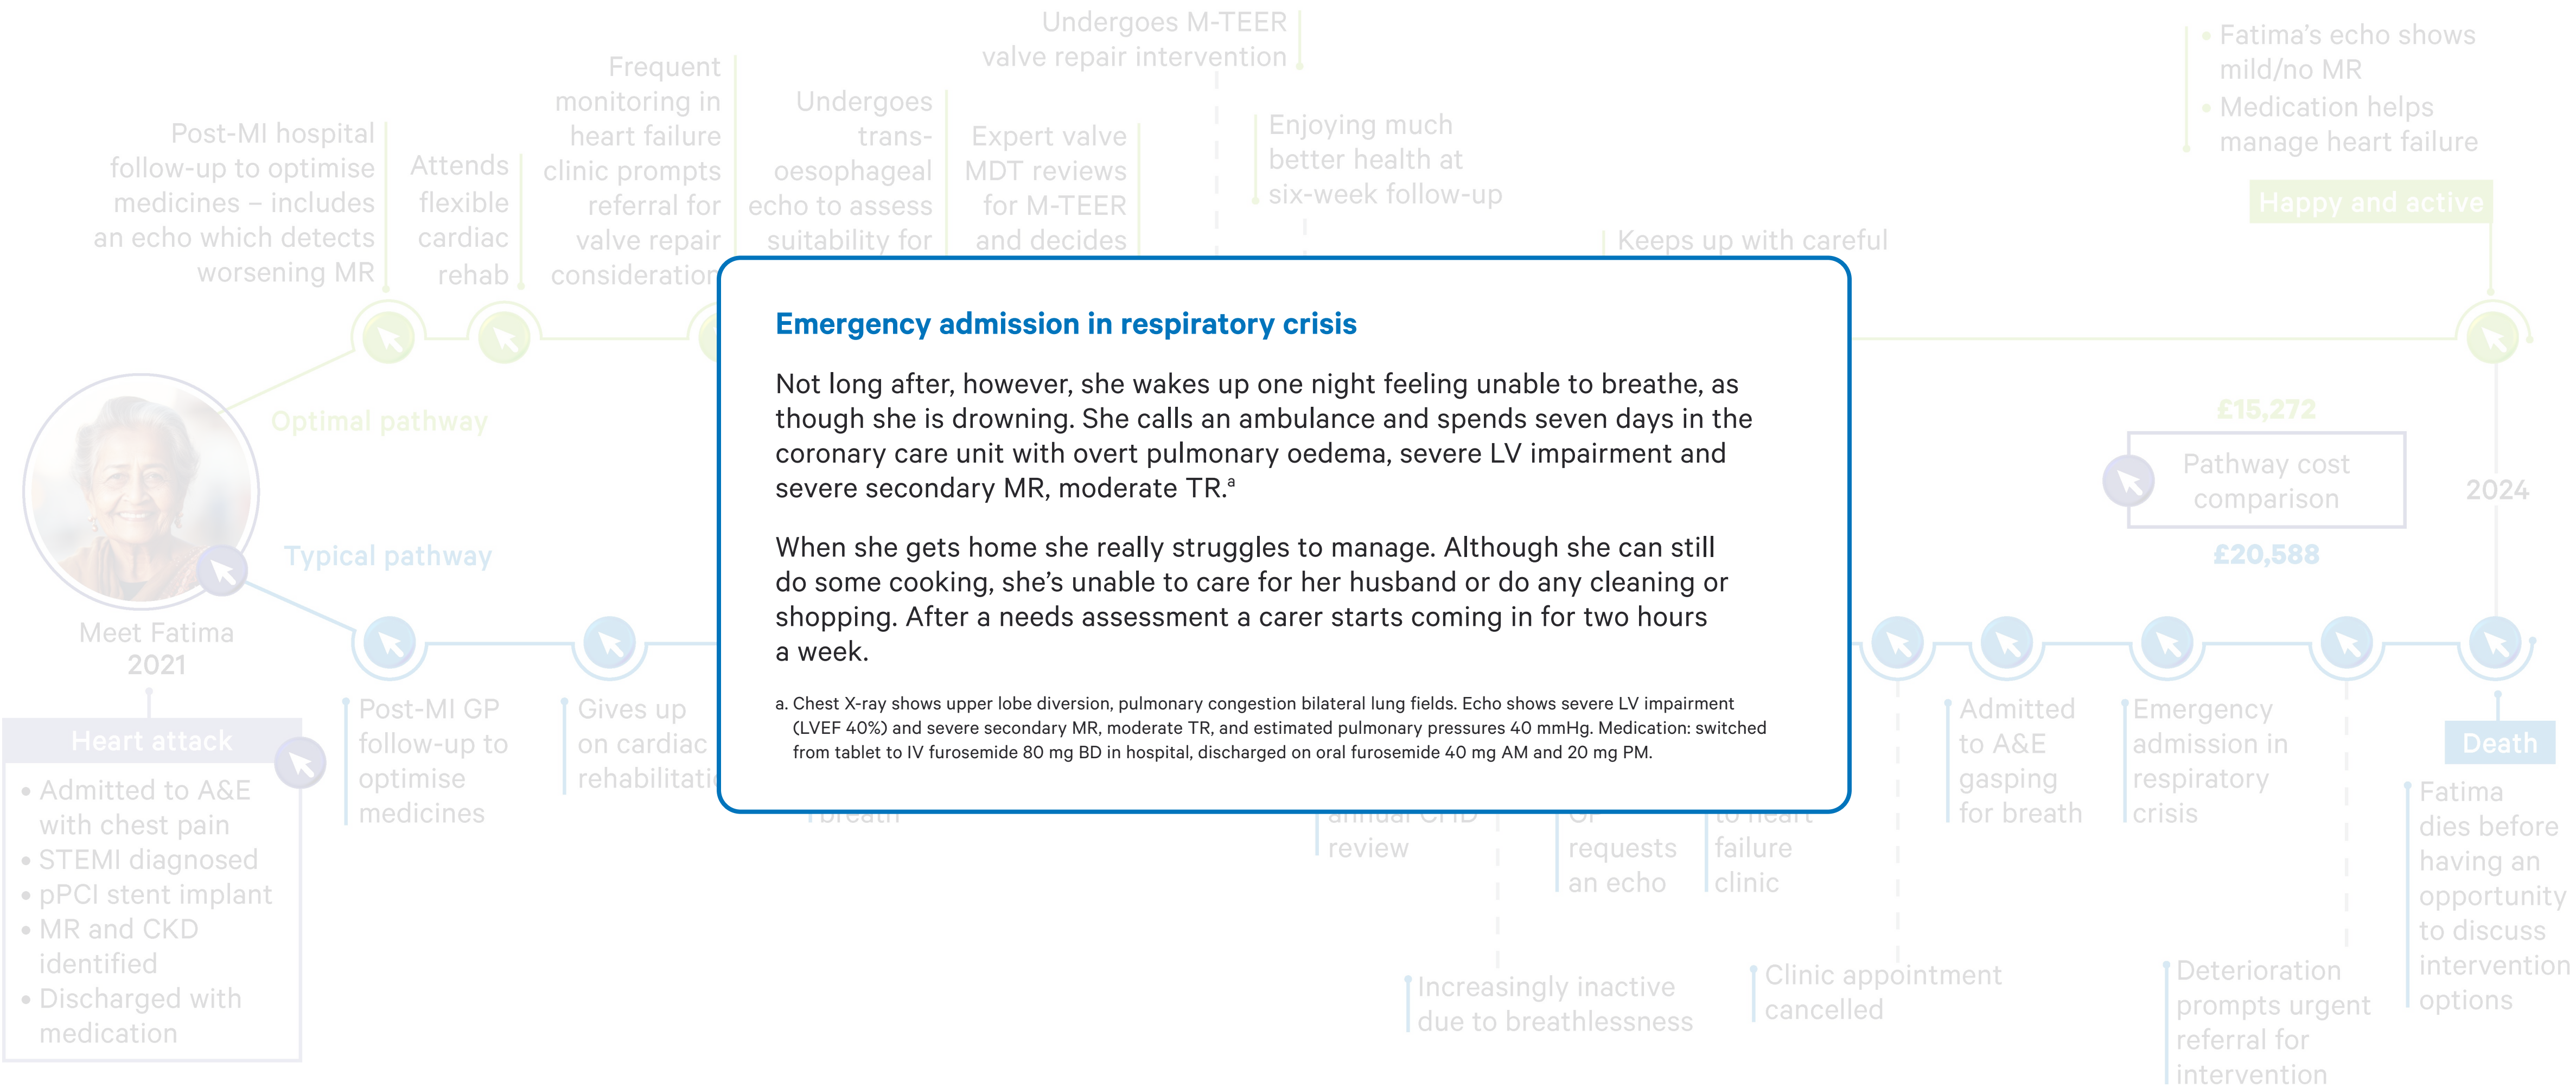 Undergoes M-TEER
valve repair intervention
• Fatima’s echo shows
mild/no MR
• Medication helps
manage heart failure
Happy and active
Frequent
monitoring in
heart failure
clinic prompts
referral for
valve repair
consideration
Undergoes
trans-
oesophageal
echo to assess
suitability for
Expert valve
MDT reviews
for M-TEER
and decides
Enjoying much
better health at
six-week follow-up
Post-MI hospital
follow-up to optimise
medicines – includes
an echo which detects
worsening MR
Attends
flexible
cardiac
rehab
Keeps up with careful
Optimal pathway
Typical pathway
Meet Fatima
2021
Heart attack
• Admitted to A&E
with chest pain
• STEMI diagnosed
• pPCI stent implant
• MR and CKD
identified
• Discharged with
medication
Emergency admission in respiratory crisis
Not long after, however, she wakes up one night feeling unable to breathe, as
though she is drowning. She calls an ambulance and spends seven days in the
coronary care unit with overt pulmonary oedema, severe LV impairment and
severe secondary MR, moderate TR.ᵃ
When she gets home she really struggles to manage. Although she can still
do some cooking, she’s unable to care for her husband or do any cleaning or
shopping. After a needs assessment a carer starts coming in for two hours
a week.
a. Chest X-ray shows upper lobe diversion, pulmonary congestion bilateral lung fields. Echo shows severe LV impairment
(LVEF 40%) and severe secondary MR, moderate TR, and estimated pulmonary pressures 40 mmHg. Medication: switched
from tablet to IV furosemide 80 mg BD in hospital, discharged on oral furosemide 40 mg AM and 20 mg PM.
£15,272
Pathway cost
comparison
£20,588
2024
Post-MI GP
follow-up to
optimise
medicines
Gives up
on cardiac
breath
annual CHD
review
GP
requests
an echo
to heart
failure
clinic
Increasingly inactive
due to breathlessness
Clinic appointment
cancelled
Admitted
to A&E
gasping
for breath
Emergency
admission in
respiratory
crisis
Deterioration
prompts urgent
referral for
intervention
Death
Fatima
dies before
having an
opportunity
to discuss
intervention
options